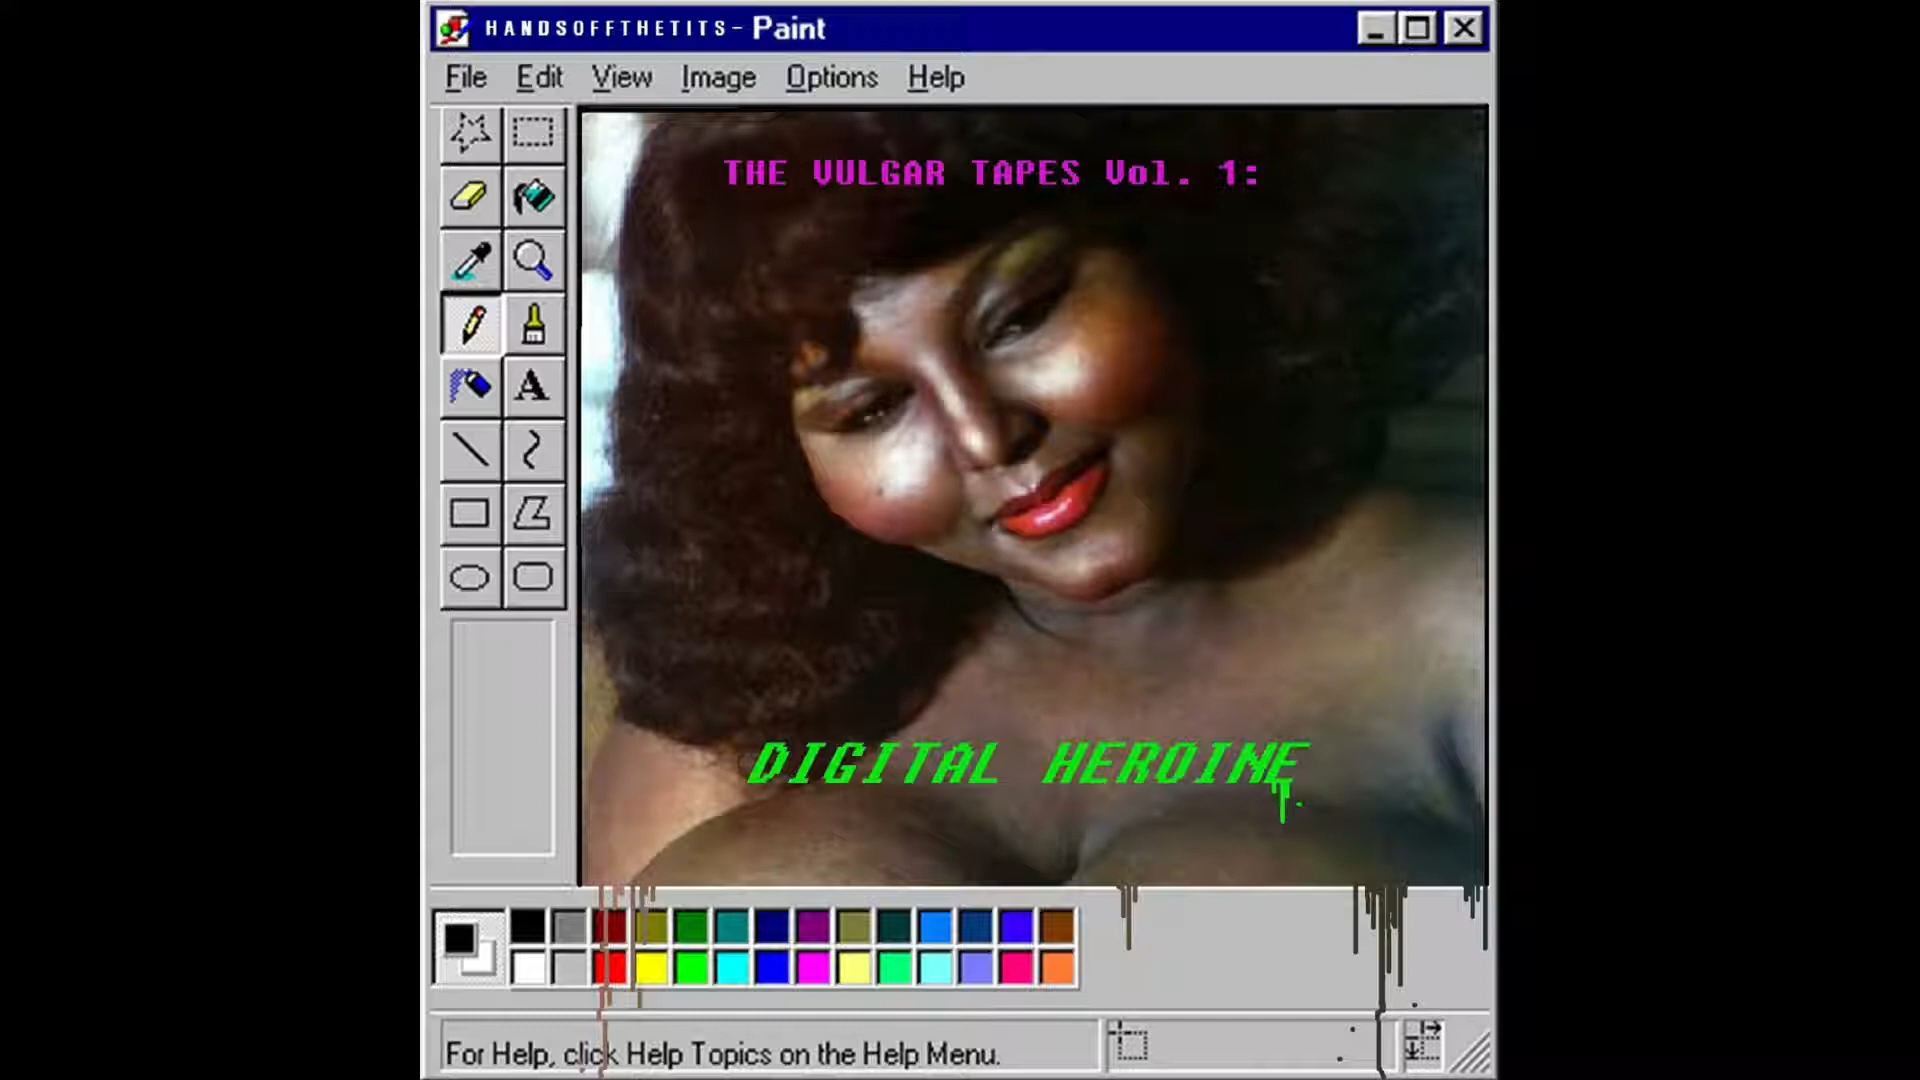 HANDSOFFTHETITS- Paint
File Edit View Image Options Help
A
THE VULGAR TAPES Vol. 1:
DIGITAL HEROINE
For Help, click Help Topics on the Help Menu.